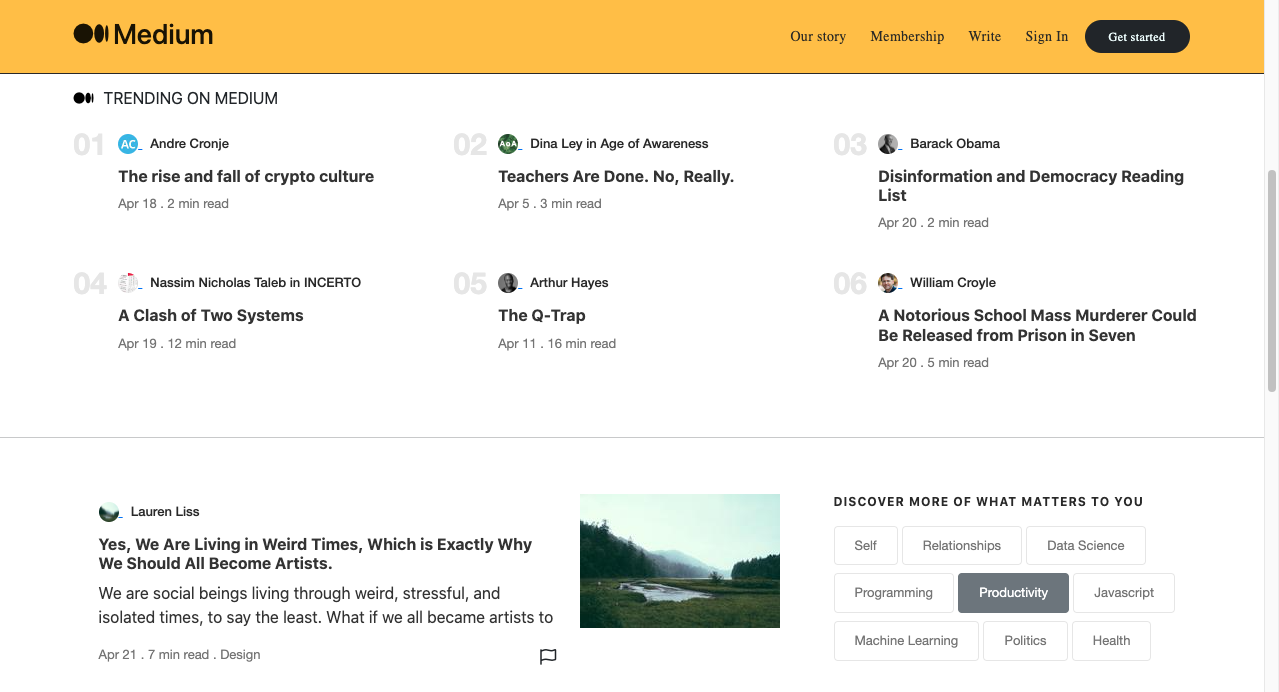 Medium
Our story
Membership
Write
Sign In
Get started
TRENDING ON MEDIUM
01
AC
Andre Cronje
The rise and fall of crypto culture
Apr 18 . 2 min read
02
AoA
Dina Ley in Age of Awareness
Teachers Are Done. No, Really.
Apr 5 . 3 min read
03
Barack Obama
Disinformation and Democracy Reading
List
Apr 20 . 2 min read
04
Nassim Nicholas Taleb in INCERTO
A Clash of Two Systems
Apr 19 . 12 min read
05
Arthur Hayes
The Q-Trap
Apr 11 . 16 min read
06
William Croyle
A Notorious School Mass Murderer Could
Be Released from Prison in Seven
Apr 20 . 5 min read
Lauren Liss
Yes, We Are Living in Weird Times, Which is Exactly Why
We Should All Become Artists.
We are social beings living through weird, stressful, and
isolated times, to say the least. What if we all became artists to
Apr 21 . 7 min read . Design
DISCOVER MORE OF WHAT MATTERS TO YOU
Self
Relationships
Data Science
Programming
Productivity
Javascript
Machine Learning
Politics
Health